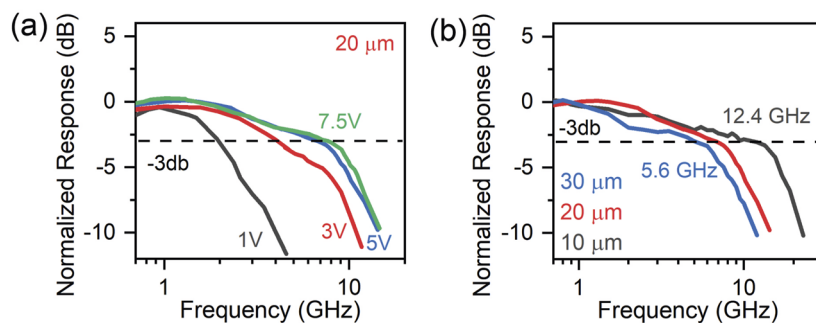 (a)
Normalized Response (dB)
5
0
-5
-10
20 μm
7.5V
-3db
1V
3V
5V
1
10
Frequency (GHz)
(b)
Normalized Response (dB)
5
0
-5
-10
12.4 GHz
-3db
5.6 GHz
30 μm
20 μm
10 μm
1
10
Frequency (GHz)